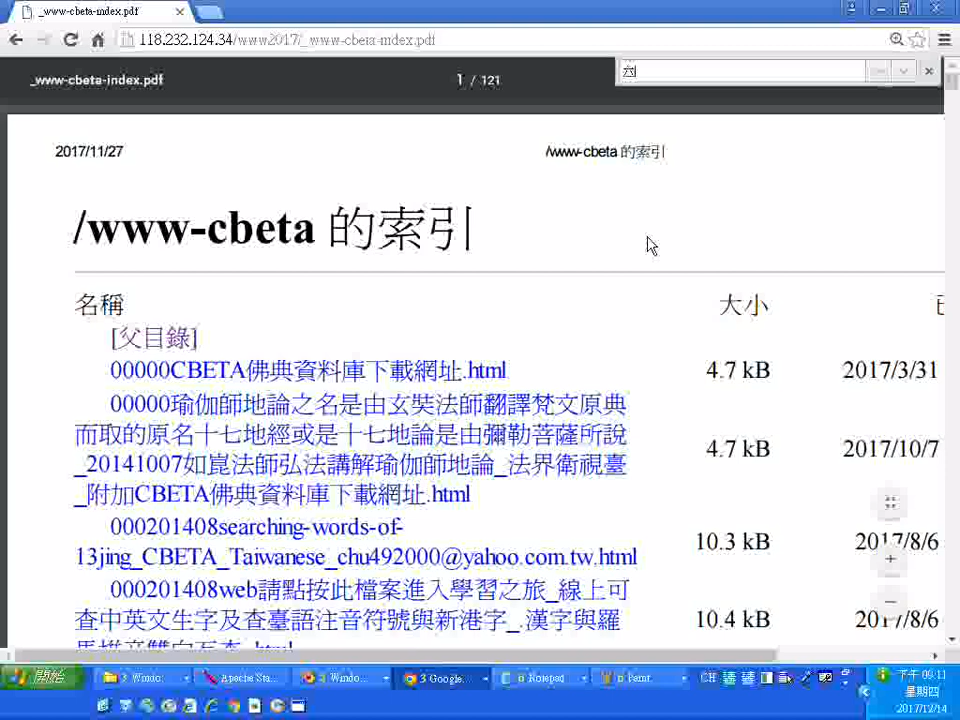 _www-cbeta-index.pdf
118.232.124.34/www2017/_www-cbeta-index.pdf
六
_www-cbeta-index.pdf
1 / 121
2017/11/27
/www-cbeta 的索引
/www-cbeta 的索引
名稱 大小
[父目錄]
00000CBETA佛典資料庫下載網址.html 4.7 kB 2017/3/31
00000瑜伽師地論之名是由玄奘法師翻譯梵文原典
而取的原名十七地經或是十七地論是由彌勒菩薩所說 4.7 kB 2017/10/7
_20141007如崑法師弘法講解瑜伽師地論_法界衛視臺
_附加CBETA佛典資料庫下載網址.html
000201408searching-words-of-
13jing_CBETA_Taiwanese_chu492000@yahoo.com.tw.html 10.3 kB 2017/8/6
000201408web請點按此檔案進入學習之旅_線上可
查中英文生字及查臺語注音符號與新港字_.漢字與羅 10.4 kB 2017/8/6
開始 3 Windo... Apache Sta... 3 Windo... 3 Google... 0 Notepad 0 Paint CH 下午 09:11
星期四
2017/12/14